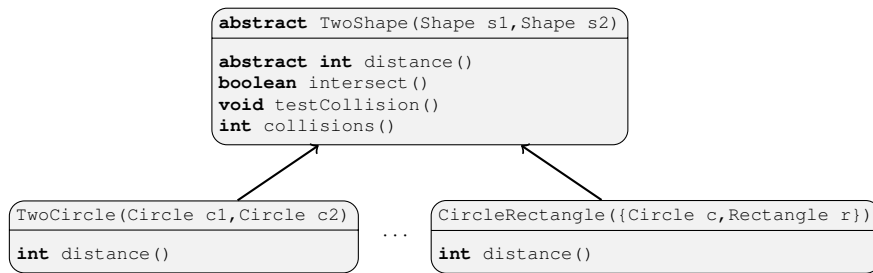 abstract TwoShape(Shape s1,Shape s2)
abstract int distance()
boolean intersect()
void testCollision()
int collisions()
TwoCircle(Circle c1,Circle c2)
int distance()
...
CircleRectangle({Circle c,Rectangle r})
int distance()